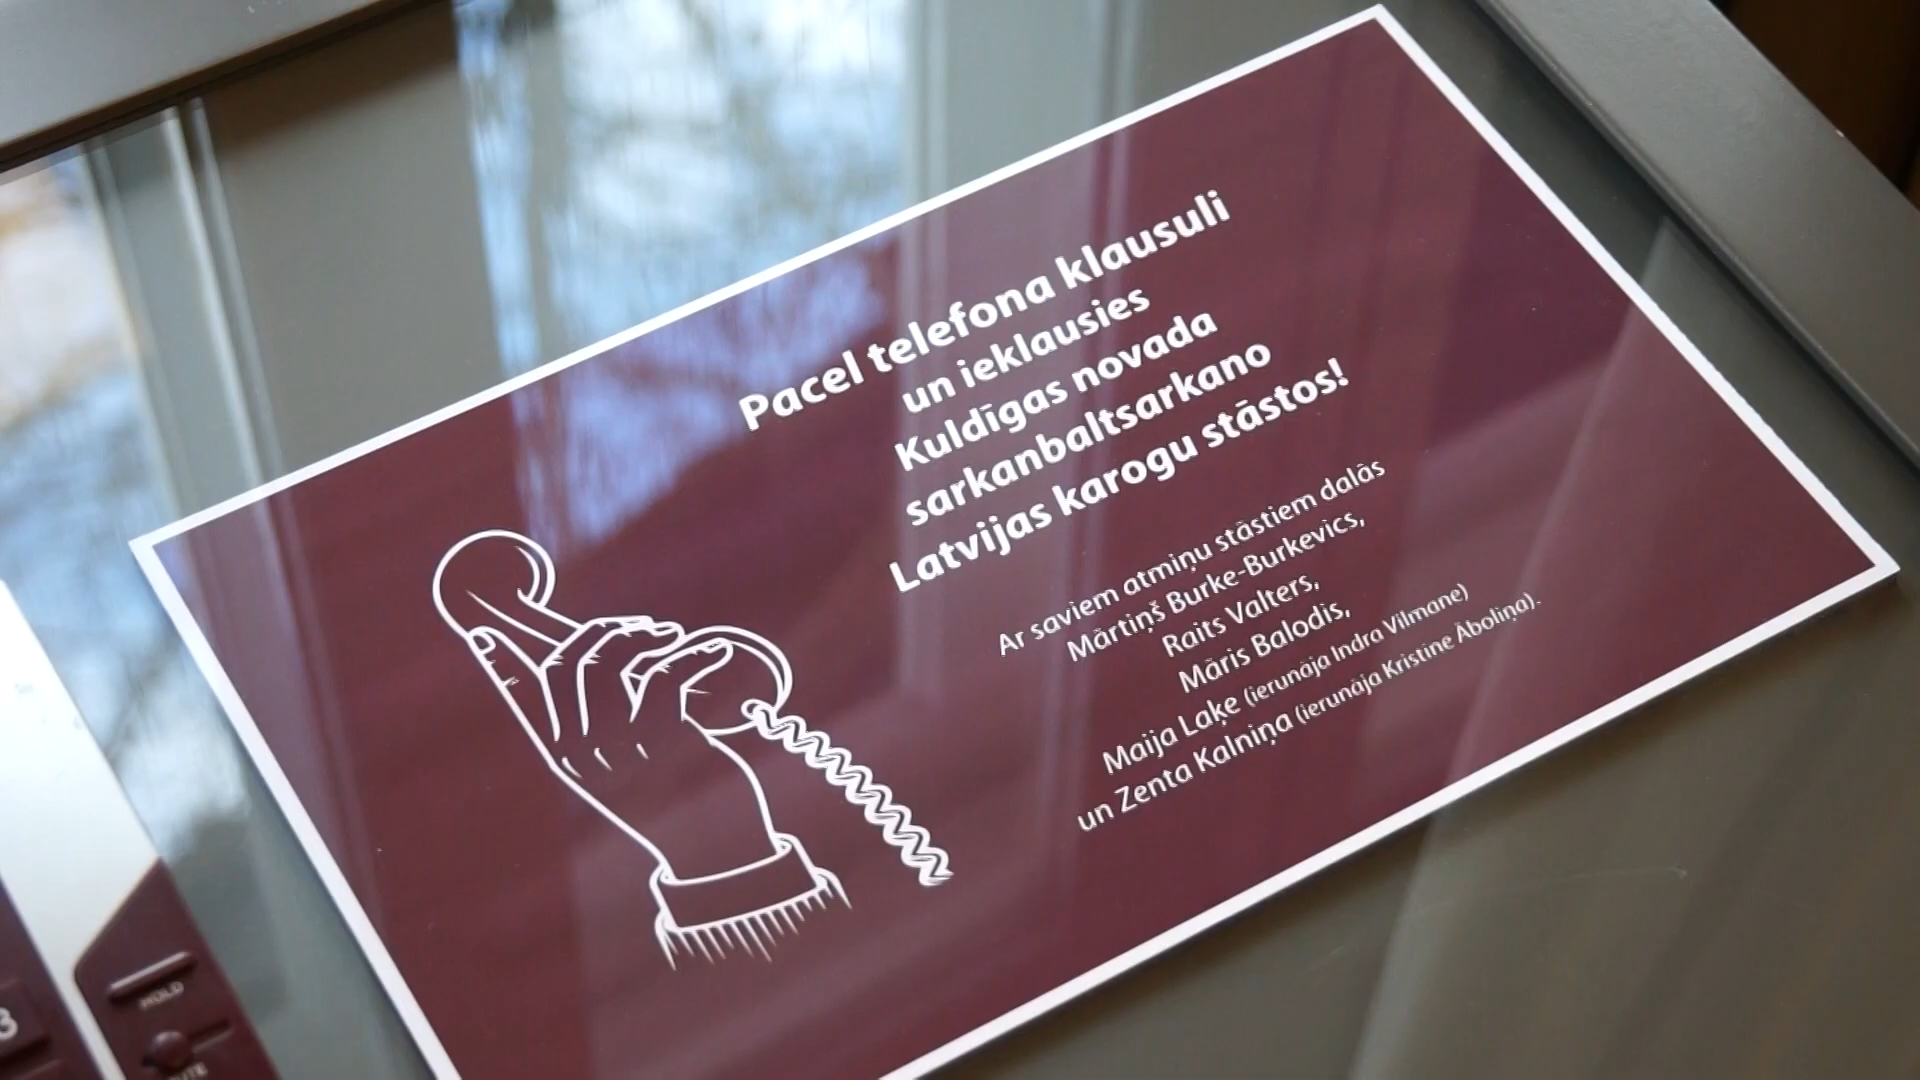 Pacel telefona klausuli
un ieklausies
Kuldīgas novada
sarkanbaltsarkano
Latvijas karogu stāstos!
Ar saviem atmiņu stāstiem dalās
Mārtiņš Burke-Burkevics,
Raits Valters,
Māris Balodis,
Maija Laķe (ierunāja Indra Vilmane)
un Zenta Kalniņa (ierunāja Kristīne Āboliņa).
HOLD
3